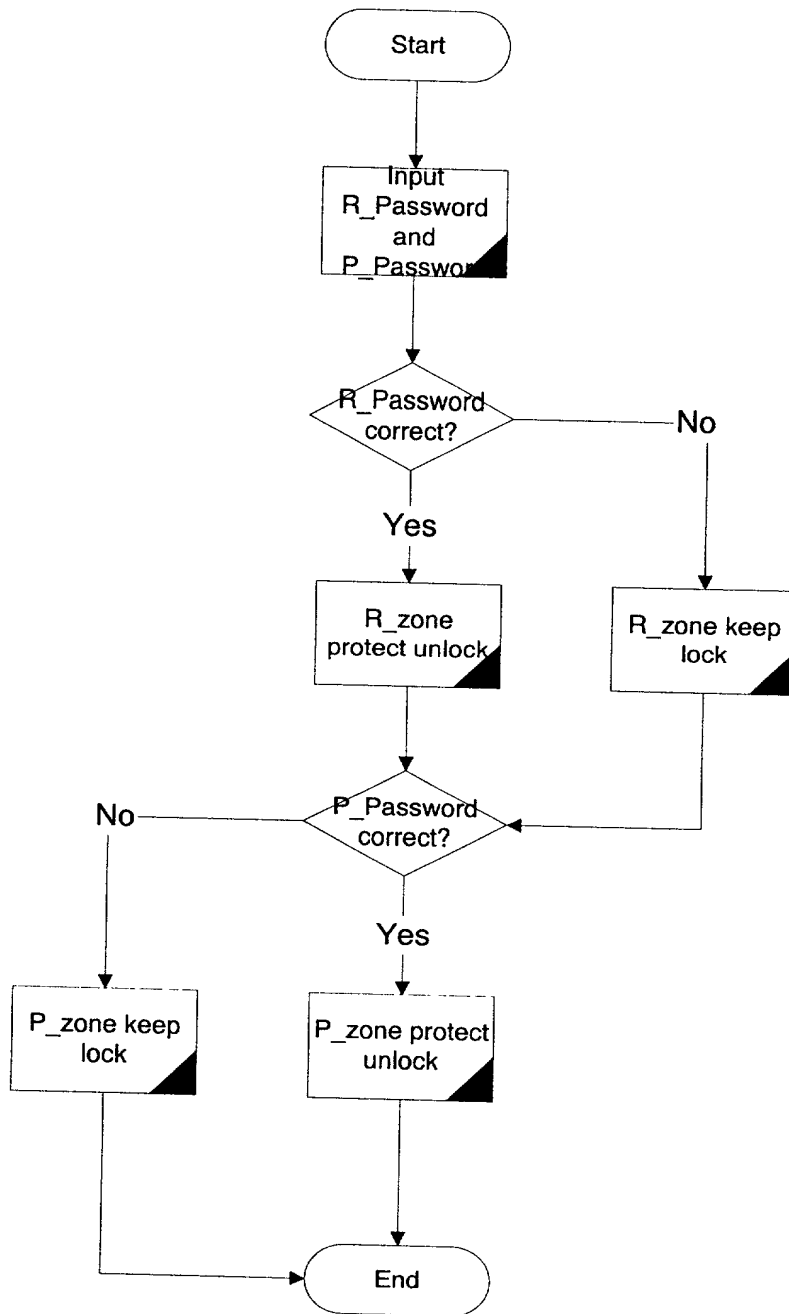 Start
Input
R_Password
and
P_Password
R_Password
correct?
No
Yes
R_zone
protect unlock
R_zone keep
lock
P_Password
correct?
No
Yes
P_zone keep
lock
P_zone protect
unlock
End